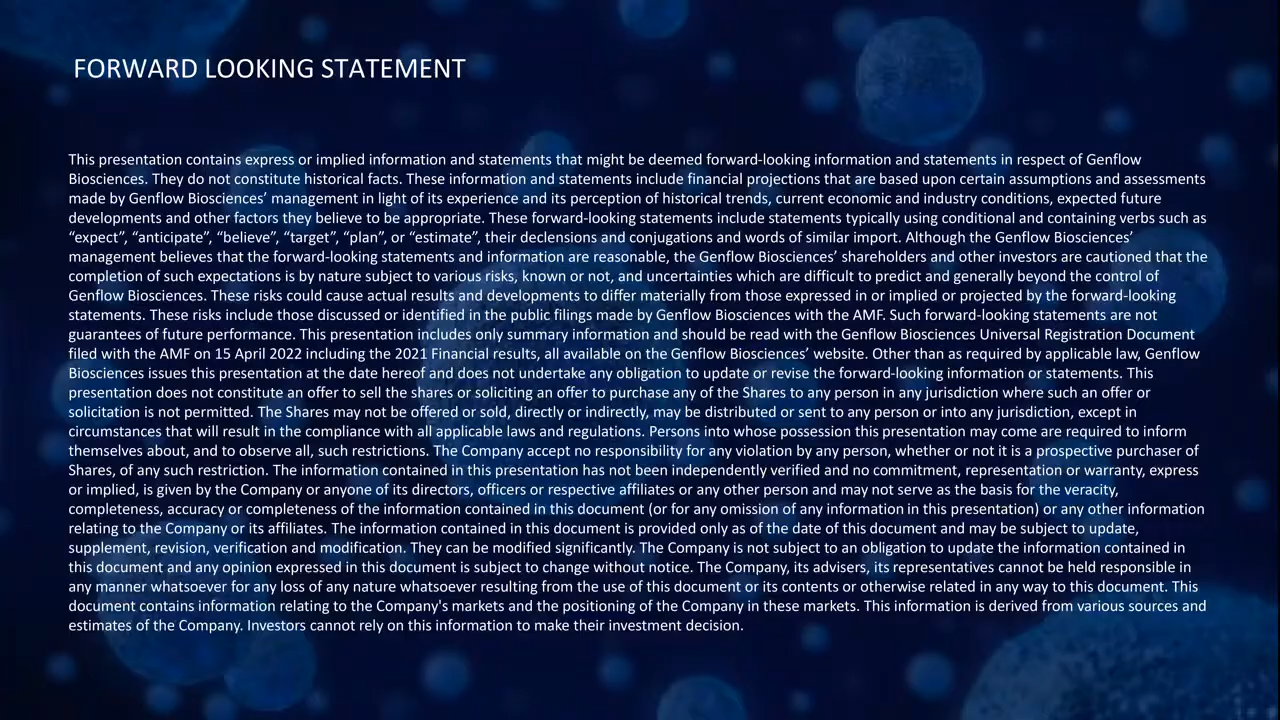 FORWARD LOOKING STATEMENT
This presentation contains express or implied information and statements that might be deemed forward-looking information and statements in respect of Genflow
Biosciences. They do not constitute historical facts. These information and statements include financial projections that are based upon certain assumptions and assessments
made by Genflow Biosciences’ management in light of its experience and its perception of historical trends, current economic and industry conditions, expected future
developments and other factors they believe to be appropriate. These forward-looking statements include statements typically using conditional and containing verbs such as
“expect”, “anticipate”, “believe”, “target”, “plan”, or “estimate”, their declensions and conjugations and words of similar import. Although the Genflow Biosciences’
management believes that the forward-looking statements and information are reasonable, the Genflow Biosciences’ shareholders and other investors are cautioned that the
completion of such expectations is by nature subject to various risks, known or not, and uncertainties which are difficult to predict and generally beyond the control of
Genflow Biosciences. These risks could cause actual results and developments to differ materially from those expressed in or implied or projected by the forward-looking
statements. These risks include those discussed or identified in the public filings made by Genflow Biosciences with the AMF. Such forward-looking statements are not
guarantees of future performance. This presentation includes only summary information and should be read with the Genflow Biosciences Universal Registration Document
filed with the AMF on 15 April 2022 including the 2021 Financial results, all available on the Genflow Biosciences’ website. Other than as required by applicable law, Genflow
Biosciences issues this presentation at the date hereof and does not undertake any obligation to update or revise the forward-looking information or statements. This
presentation does not constitute an offer to sell the shares or soliciting an offer to purchase any of the Shares to any person in any jurisdiction where such an offer or
solicitation is not permitted. The Shares may not be offered or sold, directly or indirectly, may be distributed or sent to any person or into any jurisdiction, except in
circumstances that will result in the compliance with all applicable laws and regulations. Persons into whose possession this presentation may come are required to inform
themselves about, and to observe all, such restrictions. The Company accept no responsibility for any violation by any person, whether or not it is a prospective purchaser of
Shares, of any such restriction. The information contained in this presentation has not been independently verified and no commitment, representation or warranty, express
or implied, is given by the Company or anyone of its directors, officers or respective affiliates or any other person and may not serve as the basis for the veracity,
completeness, accuracy or completeness of the information contained in this document (or for any omission of any information in this presentation) or any other information
relating to the Company or its affiliates. The information contained in this document is provided only as of the date of this document and may be subject to update,
supplement, revision, verification and modification. They can be modified significantly. The Company is not subject to an obligation to update the information contained in
this document and any opinion expressed in this document is subject to change without notice. The Company, its advisers, its representatives cannot be held responsible in
any manner whatsoever for any loss of any nature whatsoever resulting from the use of this document or its contents or otherwise related in any way to this document. This
document contains information relating to the Company's markets and the positioning of the Company in these markets. This information is derived from various sources and
estimates of the Company. Investors cannot rely on this information to make their investment decision.